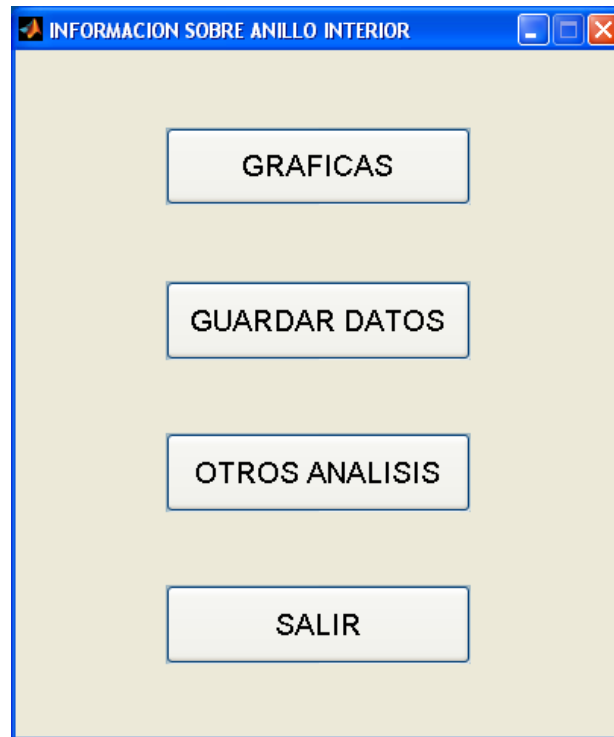 INFORMACION SOBRE ANILLO INTERIOR
GRAFICAS
GUARDAR DATOS
OTROS ANALISIS
SALIR